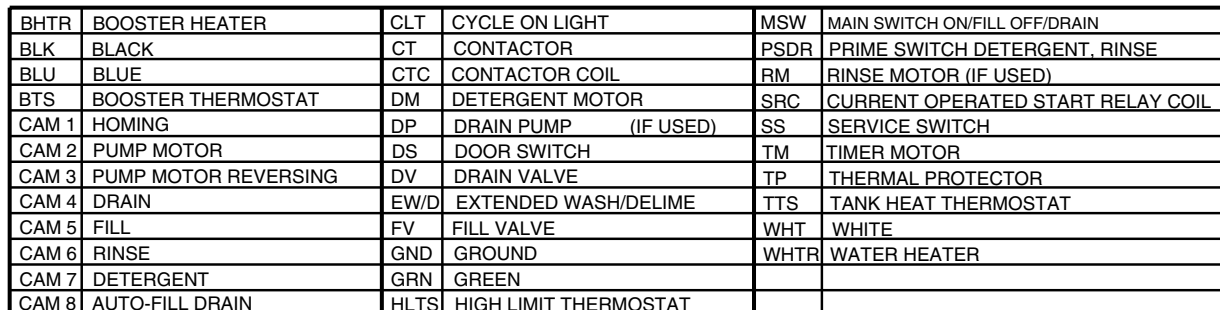 BHTR BOOSTER HEATER CLT CYCLE ON LIGHT MSW MAIN SWITCH ON/FILL OFF/DRAIN
BLK BLACK CT CONTACTOR PSDR PRIME SWITCH DETERGENT, RINSE
BLU BLUE CTC CONTACTOR COIL RM RINSE MOTOR (IF USED)
BTS BOOSTER THERMOSTAT DM DETERGENT MOTOR SRC CURRENT OPERATED START RELAY COIL
CAM 1 HOMING DP DRAIN PUMP (IF USED) SS SERVICE SWITCH
CAM 2 PUMP MOTOR DS DOOR SWITCH TM TIMER MOTOR
CAM 3 PUMP MOTOR REVERSING DV DRAIN VALVE TP THERMAL PROTECTOR
CAM 4 DRAIN EW/D EXTENDED WASH/DELIME TTS TANK HEAT THERMOSTAT
CAM 5 FILL FV FILL VALVE WHT WHITE
CAM 6 RINSE GND GROUND WHTR WATER HEATER
CAM 7 DETERGENT GRN GREEN
CAM 8 AUTO-FILL DRAIN HLTS HIGH LIMIT THERMOSTAT